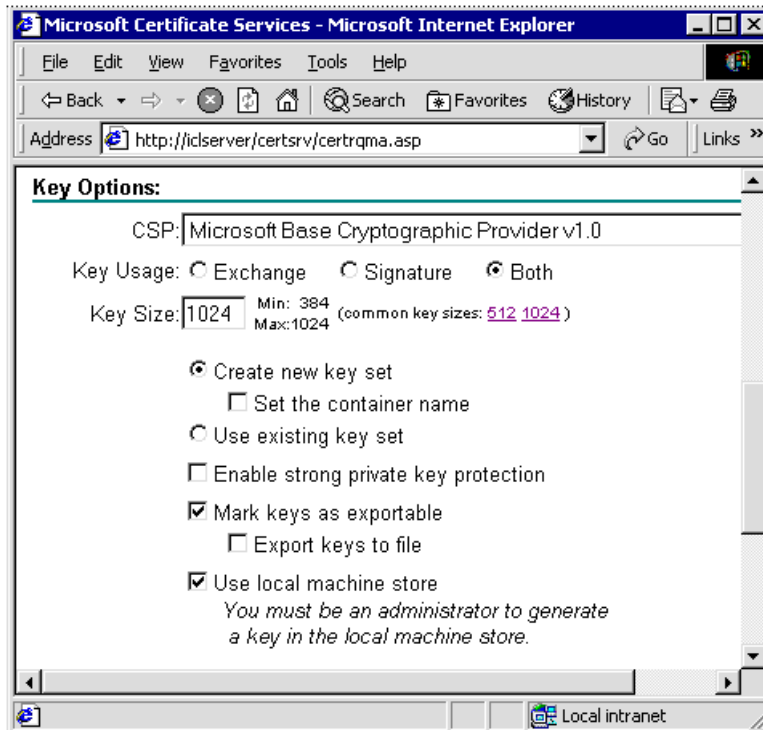 Microsoft Certificate Services - Microsoft Internet Explorer
File Edit View Favorites Tools Help
Back Search Favorites History
Address http://iclserver/certsrv/certrqma.asp Go Links »
Key Options:
CSP: Microsoft Base Cryptographic Provider v1.0
Key Usage: Exchange Signature Both
Key Size: 1024 Min: 384 Max:1024 (common key sizes: 512 1024 )
Create new key set
Set the container name
Use existing key set
Enable strong private key protection
Mark keys as exportable
Export keys to file
Use local machine store
You must be an administrator to generate
a key in the local machine store.
Local intranet